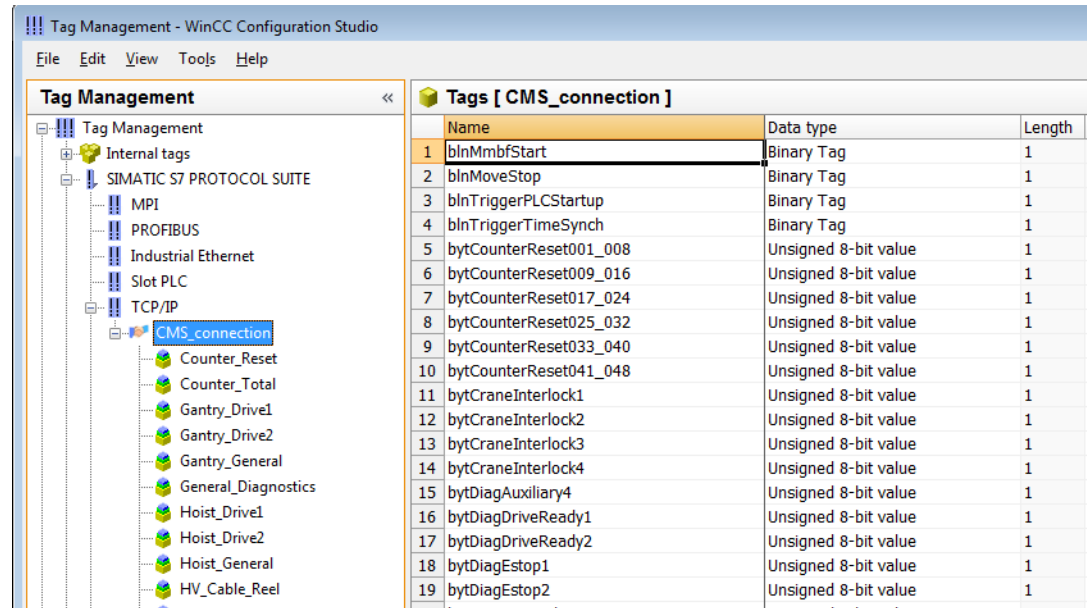 Tag Management - WinCC Configuration Studio
File Edit View Tools Help
Tag Management «
Tag Management
Internal tags
SIMATIC S7 PROTOCOL SUITE
MPI
PROFIBUS
Industrial Ethernet
Slot PLC
TCP/IP
CMS_connection
Counter_Reset
Counter_Total
Gantry_Drive1
Gantry_Drive2
Gantry_General
General_Diagnostics
Hoist_Drive1
Hoist_Drive2
Hoist_General
HV_Cable_Reel
Tags [ CMS_connection ]
Name Data type Length
1 blnMmbfStart Binary Tag 1
2 blnMoveStop Binary Tag 1
3 blnTriggerPLCStartup Binary Tag 1
4 blnTriggerTimeSynch Binary Tag 1
5 bytCounterReset001_008 Unsigned 8-bit value 1
6 bytCounterReset009_016 Unsigned 8-bit value 1
7 bytCounterReset017_024 Unsigned 8-bit value 1
8 bytCounterReset025_032 Unsigned 8-bit value 1
9 bytCounterReset033_040 Unsigned 8-bit value 1
10 bytCounterReset041_048 Unsigned 8-bit value 1
11 bytCraneInterlock1 Unsigned 8-bit value 1
12 bytCraneInterlock2 Unsigned 8-bit value 1
13 bytCraneInterlock3 Unsigned 8-bit value 1
14 bytCraneInterlock4 Unsigned 8-bit value 1
15 bytDiagAuxiliary4 Unsigned 8-bit value 1
16 bytDiagDriveReady1 Unsigned 8-bit value 1
17 bytDiagDriveReady2 Unsigned 8-bit value 1
18 bytDiagEstop1 Unsigned 8-bit value 1
19 bytDiagEstop2 Unsigned 8-bit value 1